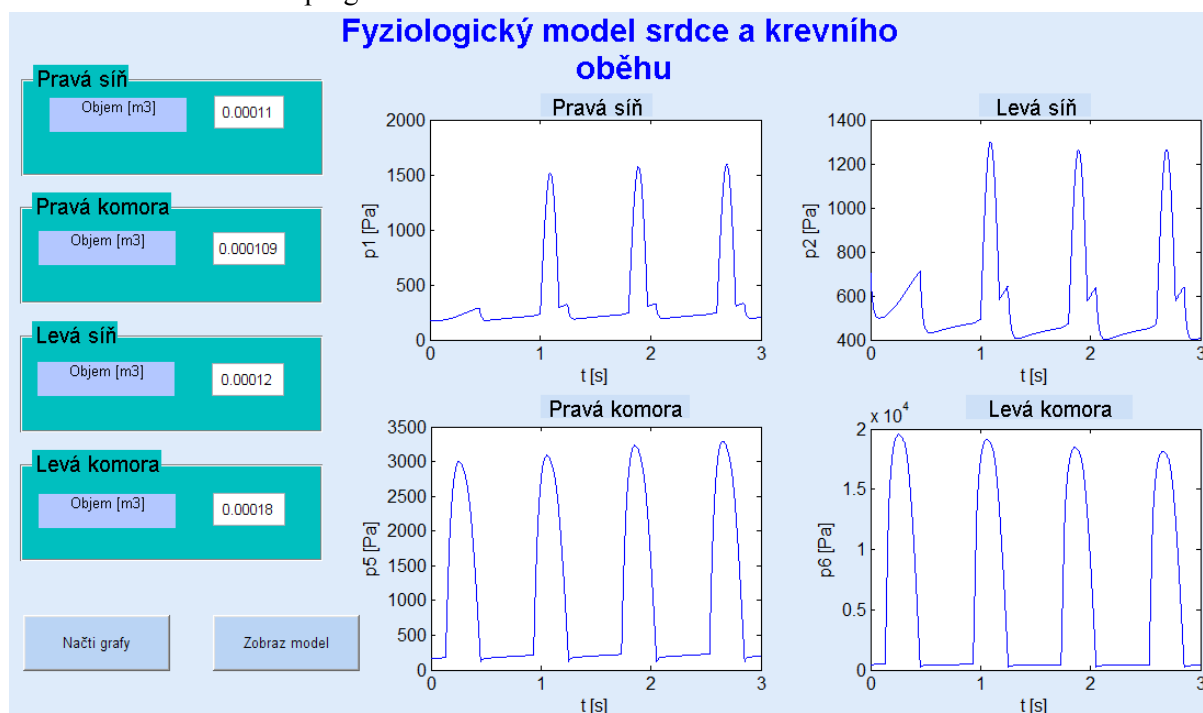 Fyziologický model srdce a krevního
oběhu
Pravá síň
Objem [m3]
0.00011
Pravá komora
Objem [m3]
0.000109
Levá síň
Objem [m3]
0.00012
Levá komora
Objem [m3]
0.00018
Načti grafy
Zobraz model
Pravá síň
2000
1500
1000
500
0
p1 [Pa]
0 1 2 3
t [s]
Levá síň
1400
1200
1000
800
600
400
p2 [Pa]
0 1 2 3
t [s]
Pravá komora
3500
3000
2500
2000
1500
1000
500
0
p5 [Pa]
0 1 2 3
t [s]
Levá komora
x 10^4
2
1.5
1
0.5
0
p6 [Pa]
0 1 2 3
t [s]